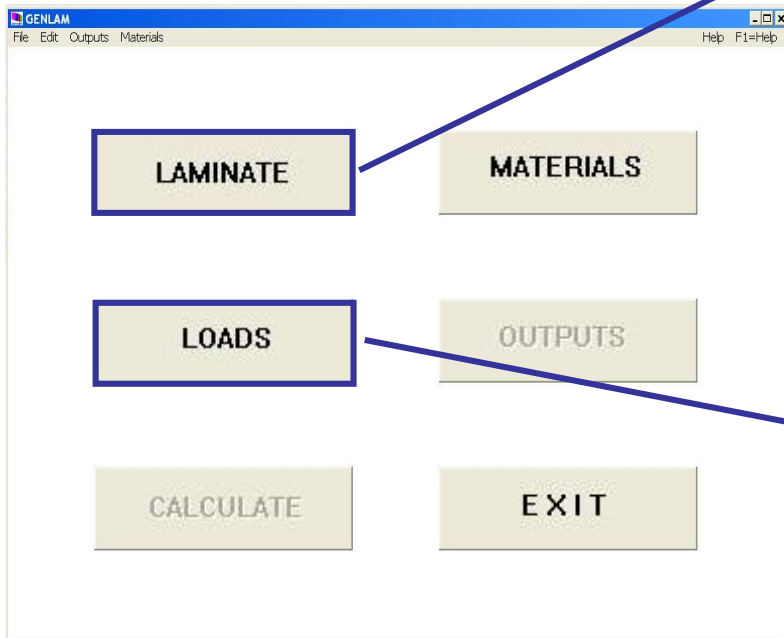 GENLAM
File Edit Outputs Materials Help F1=Help
LAMINATE MATERIALS
LOADS OUTPUTS
CALCULATE EXIT